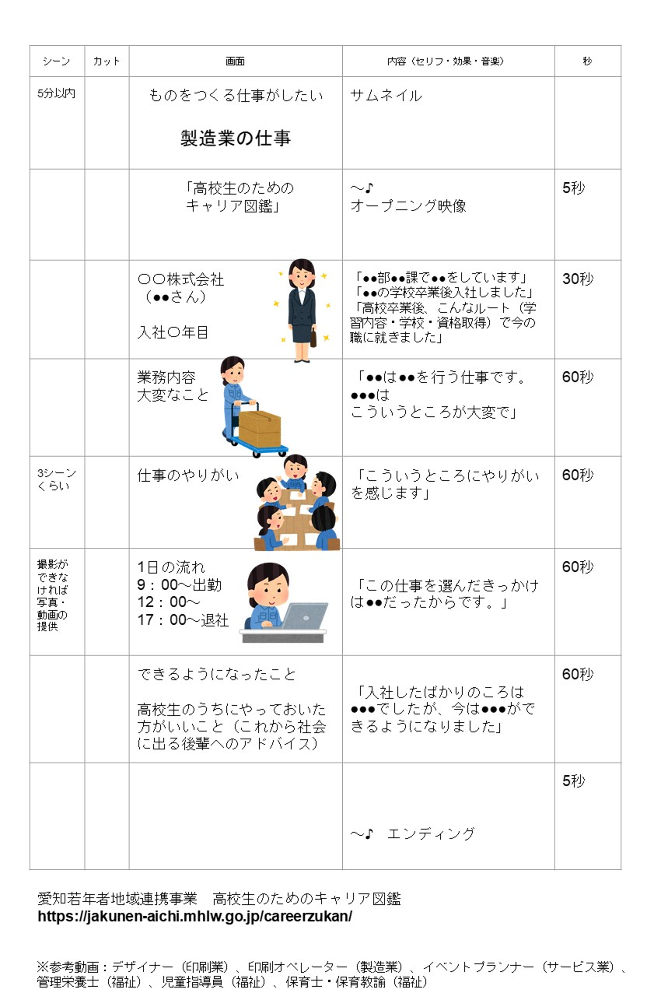 シーン
カット
画面
内容（セリフ・効果・音楽）
秒
5分以内
ものをつくる仕事がしたい
製造業の仕事
サムネイル
「高校生のための
キャリア図鑑」
～♪
オープニング映像
5秒
〇〇株式会社
（●●さん）
入社〇年目
「●●部●●課で●●をしています」
「●●の学校卒業後入社しました」
「高校卒業後、こんなルート（学
習内容・学校・資格取得）で今の
職に就きました」
30秒
業務内容
大変なこと
「●●は●●を行う仕事です。
●●●は
こういうところが大変で」
60秒
3シーン
くらい
仕事のやりがい
「こういうところにやりがい
を感じます」
60秒
撮影が
できな
ければ
写真・
動画の
提供
1日の流れ
9：00～出勤
12：00～
17：00～退社
「この仕事を選んだきっかけ
は●●だったからです。」
60秒
できるようになったこと
高校生のうちにやっておいた
方がいいこと（これから社会
に出る後輩へのアドバイス）
「入社したばかりのころは
●●●でしたが、今は●●●がで
きるようになりました」
60秒
～♪　エンディング
5秒
愛知若年者地域連携事業　高校生のためのキャリア図鑑
https://jakunen-aichi.mhlw.go.jp/careerzukan/
※参考動画：デザイナー（印刷業）、印刷オペレーター（製造業）、イベントプランナー（サービス業）、
管理栄養士（福祉）、児童指導員（福祉）、保育士・保育教諭（福祉）